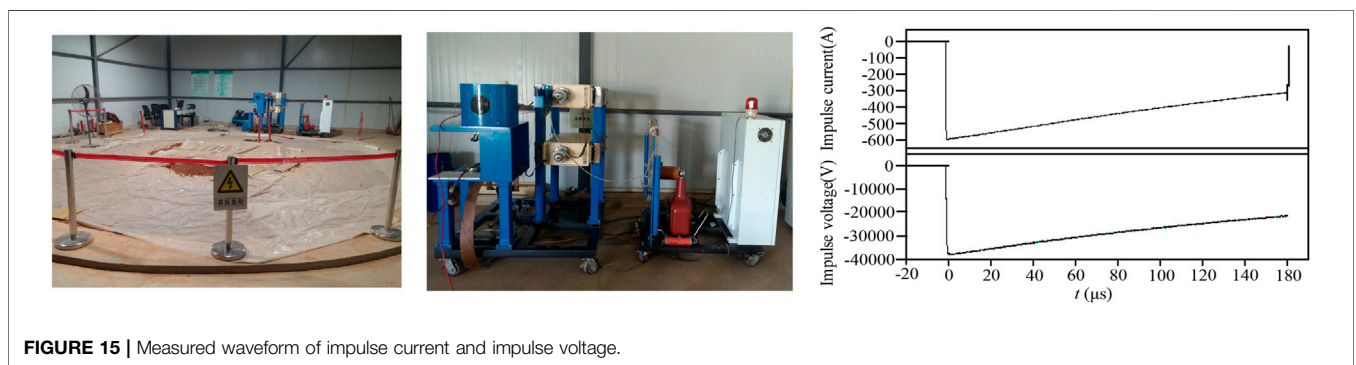 Impulse current(A)
0
-100
-200
-300
-400
-500
-600
Impulse voltage(V)
0
-10000
-20000
-30000
-40000
-20 0 20 40 60 80 100 120 140 160 180
t (μs)
FIGURE 15 | Measured waveform of impulse current and impulse voltage.